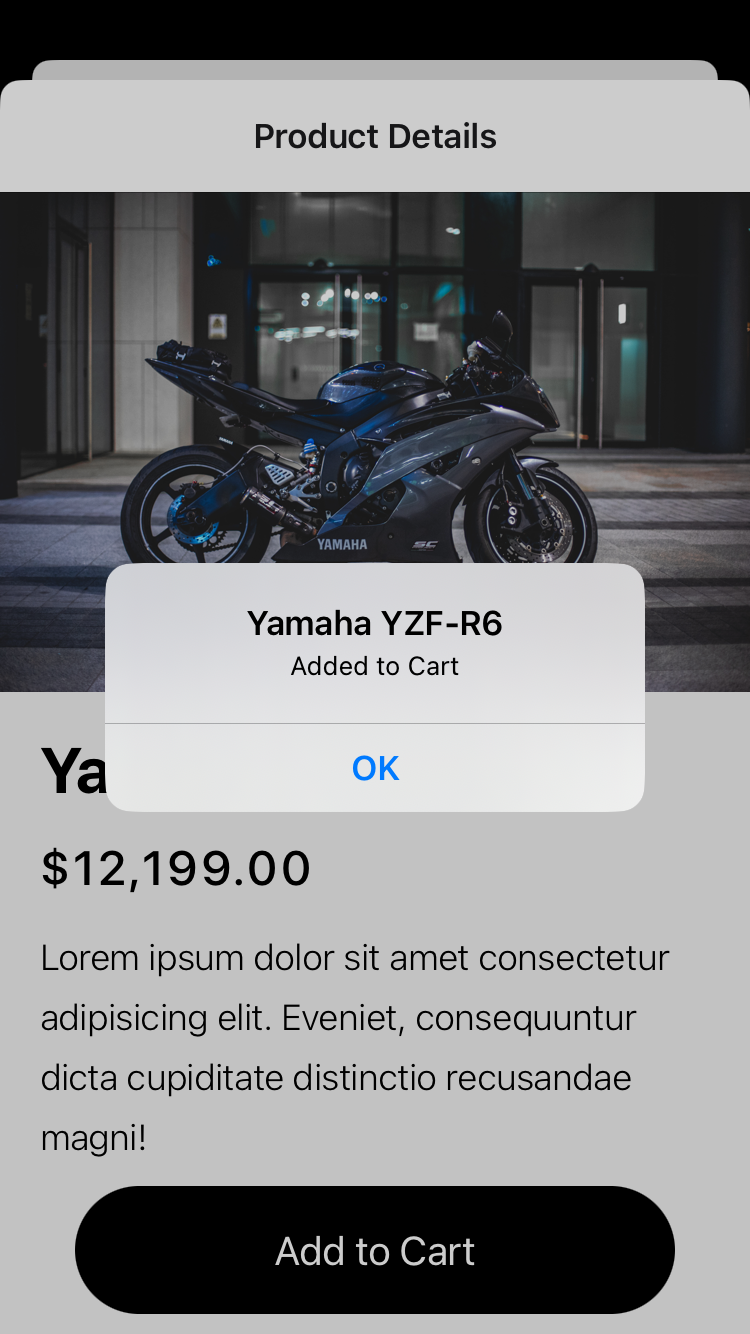 Product Details
YAMAHA
Yamaha YZF-R6
Added to Cart
OK
Ya
$12,199.00
Lorem ipsum dolor sit amet consectetur
adipisicing elit. Eveniet, consequuntur
dicta cupiditate distinctio recusandae
magni!
Add to Cart